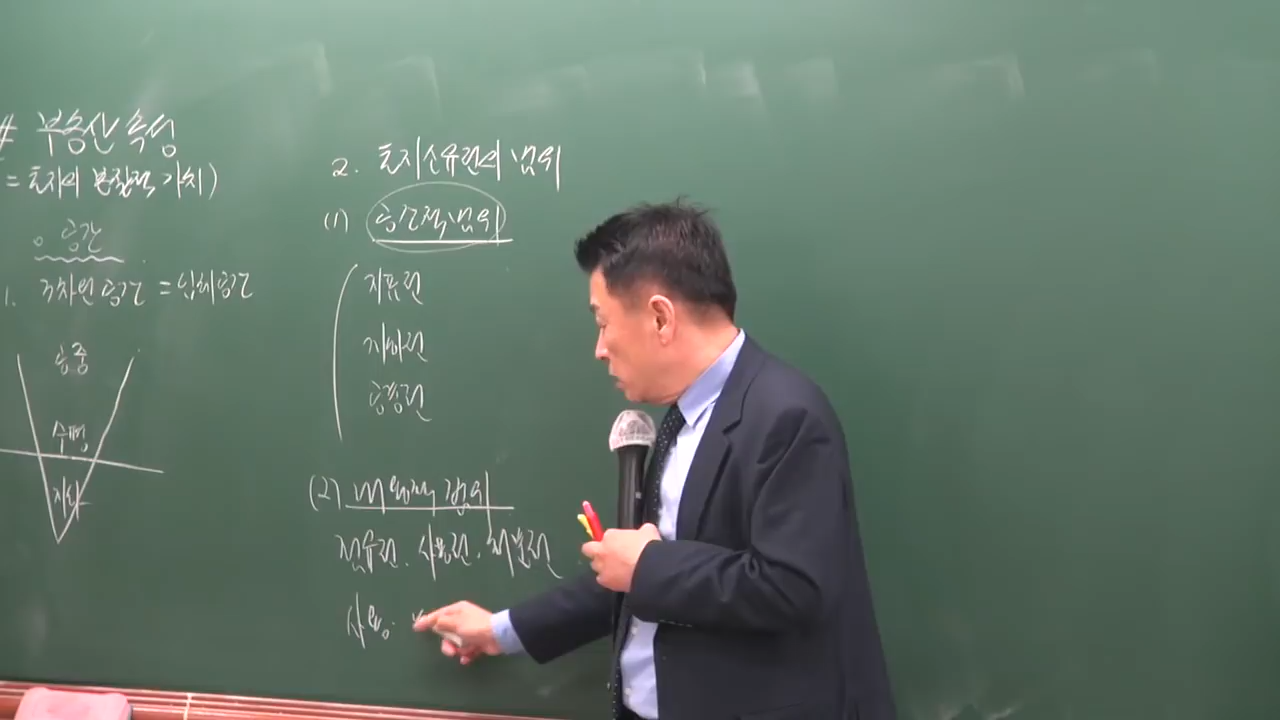 # 부동산 속성
(= 토지의 본질적 가치)
o 공간
1. 3차원 공간 = 입체공간
공중
수평
지하
2. 토지소유권의 범위
(1) 공간적 범위
지표권
지하권
공중권
(2) 내용적 범위
점유권. 사용권. 처분권
사용.